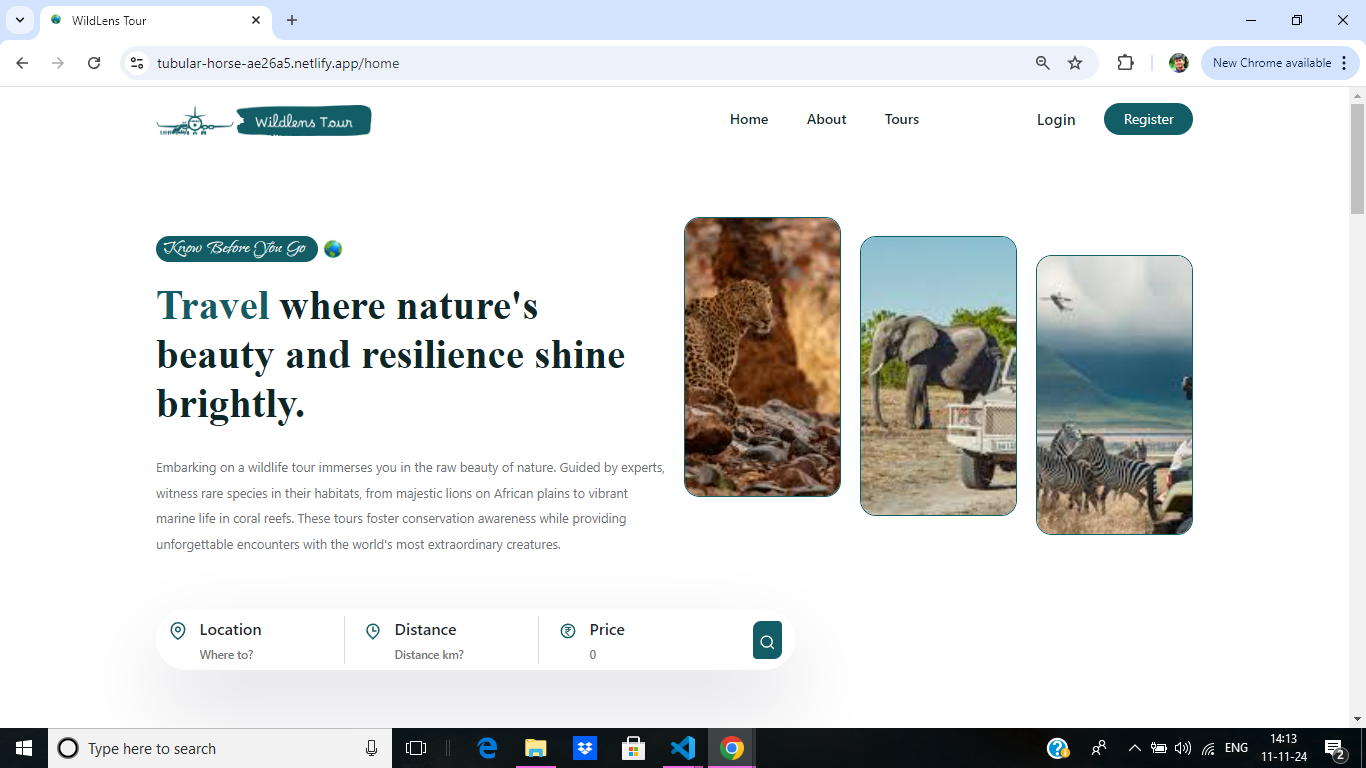 WildLens Tour
tubular-horse-ae26a5.netlify.app/home
New Chrome available
Wildlens Tour
Home
About
Tours
Login
Register
Know Before You Go
Travel where nature's
beauty and resilience shine
brightly.
Embarking on a wildlife tour immerses you in the raw beauty of nature. Guided by experts,
witness rare species in their habitats, from majestic lions on African plains to vibrant
marine life in coral reefs. These tours foster conservation awareness while providing
unforgettable encounters with the world's most extraordinary creatures.
Location
Where to?
Distance
Distance km?
Price
0
Type here to search
ENG
14:13
11-11-24
2